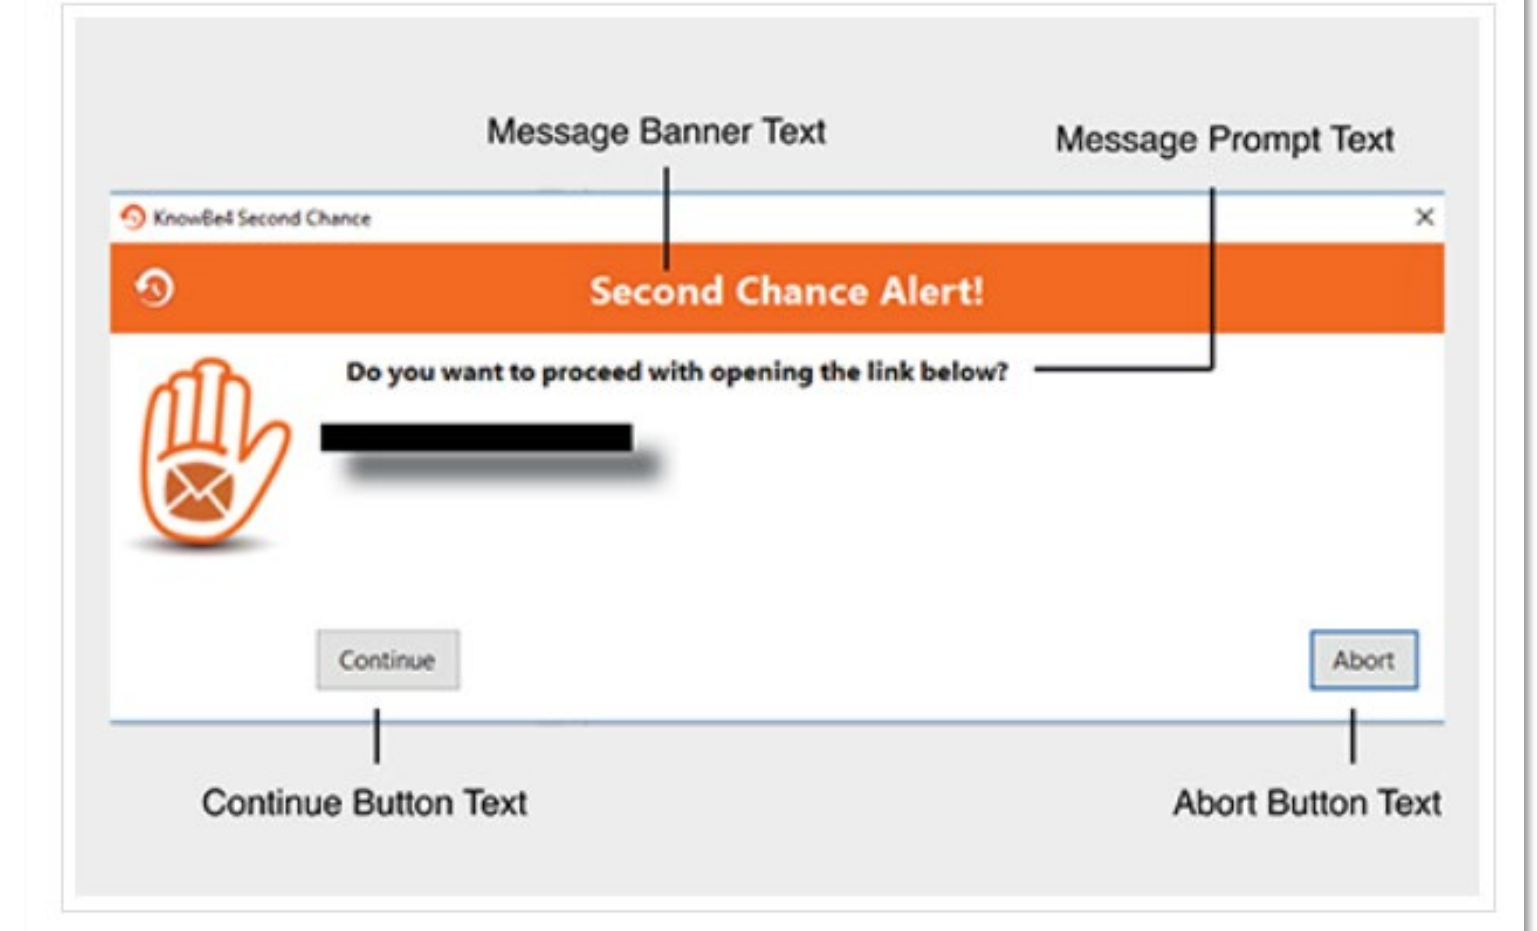 Message Banner Text
Message Prompt Text
KnowBe4 Second Chance
Second Chance Alert!
Do you want to proceed with opening the link below?
Continue
Abort
Continue Button Text
Abort Button Text